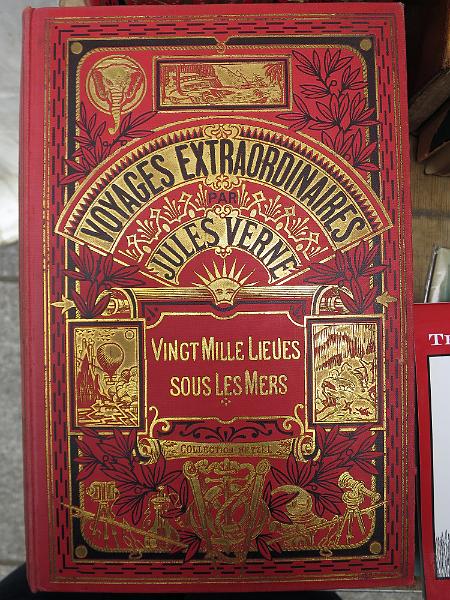 VOYAGES EXTRAORDINAIRES
PAR
JULES VERNE
VINGT MILLE LIEUES
SOUS LES MERS
COLLECTION HETZEL